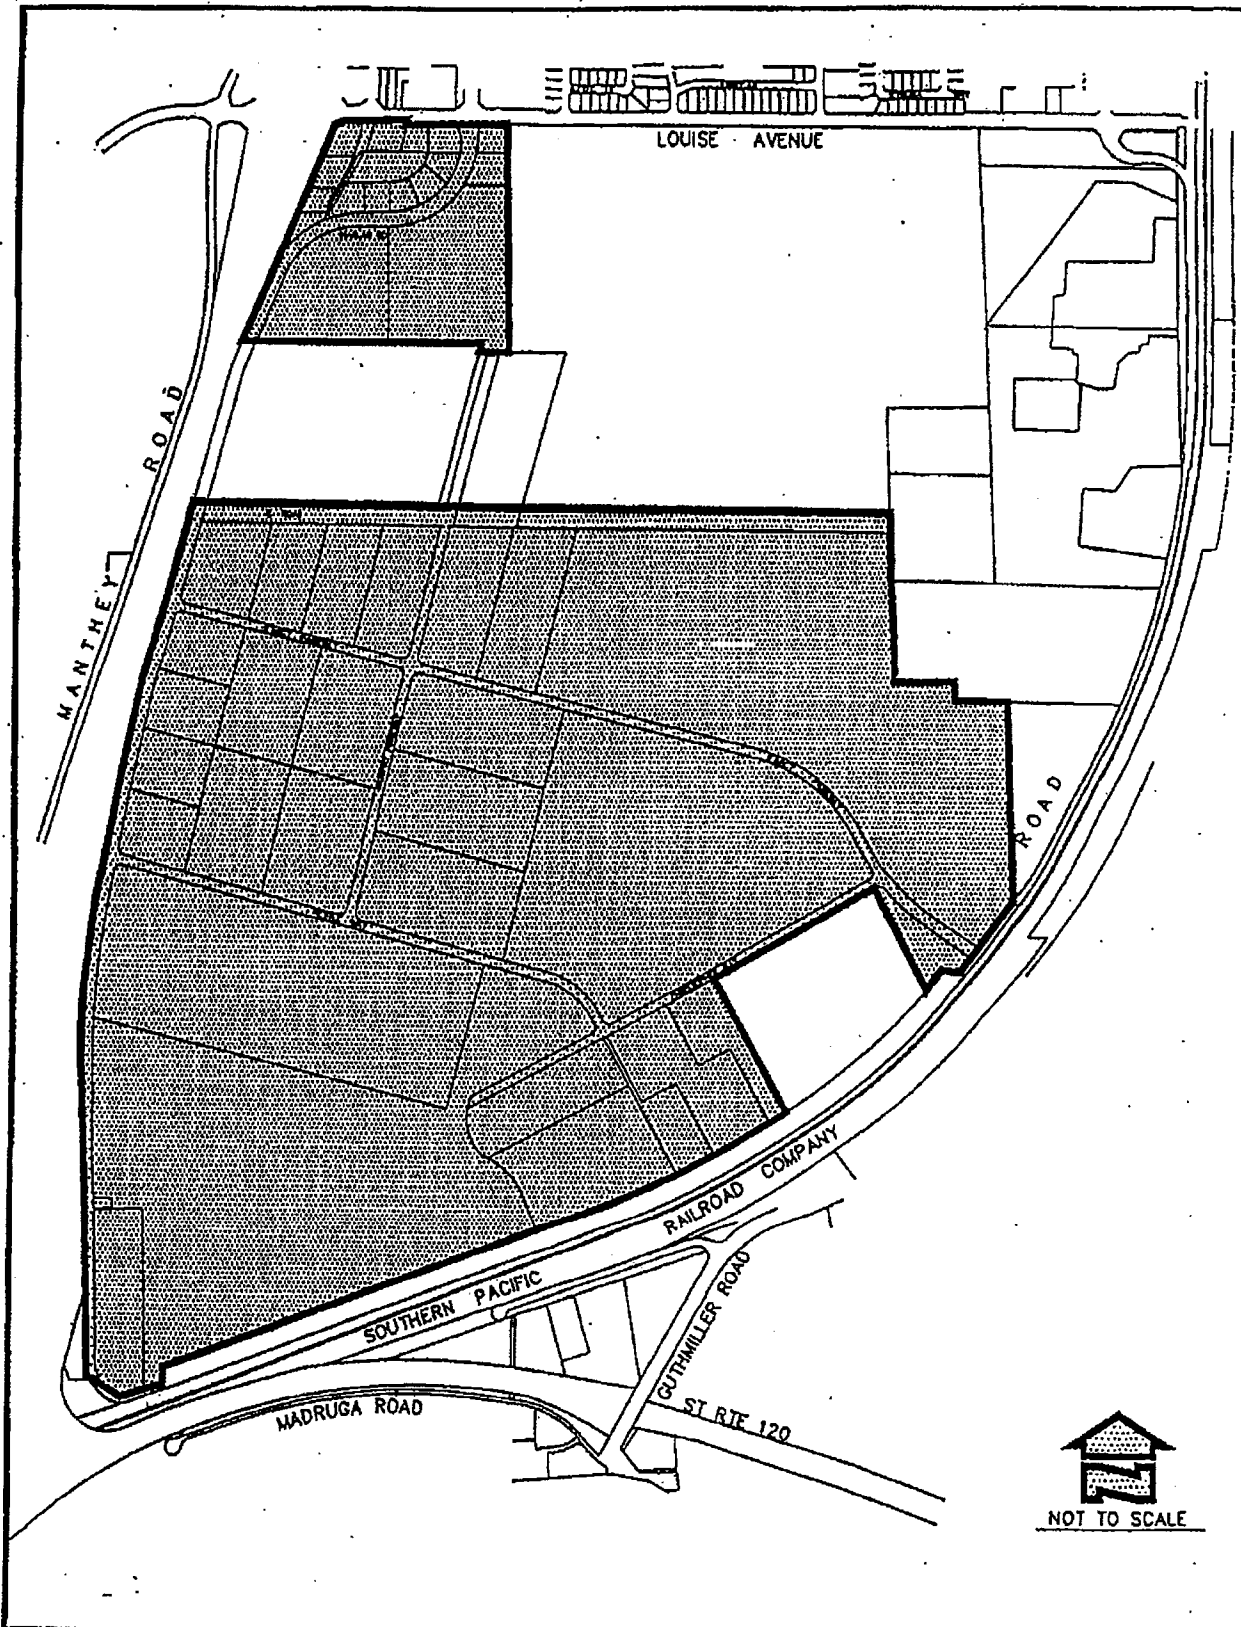 LOUISE AVENUE
MANTHEY ROAD
ROAD
SOUTHERN PACIFIC RAILROAD COMPANY
GUTHMILLER ROAD
MADRUGA ROAD
ST RTE 120
N
NOT TO SCALE